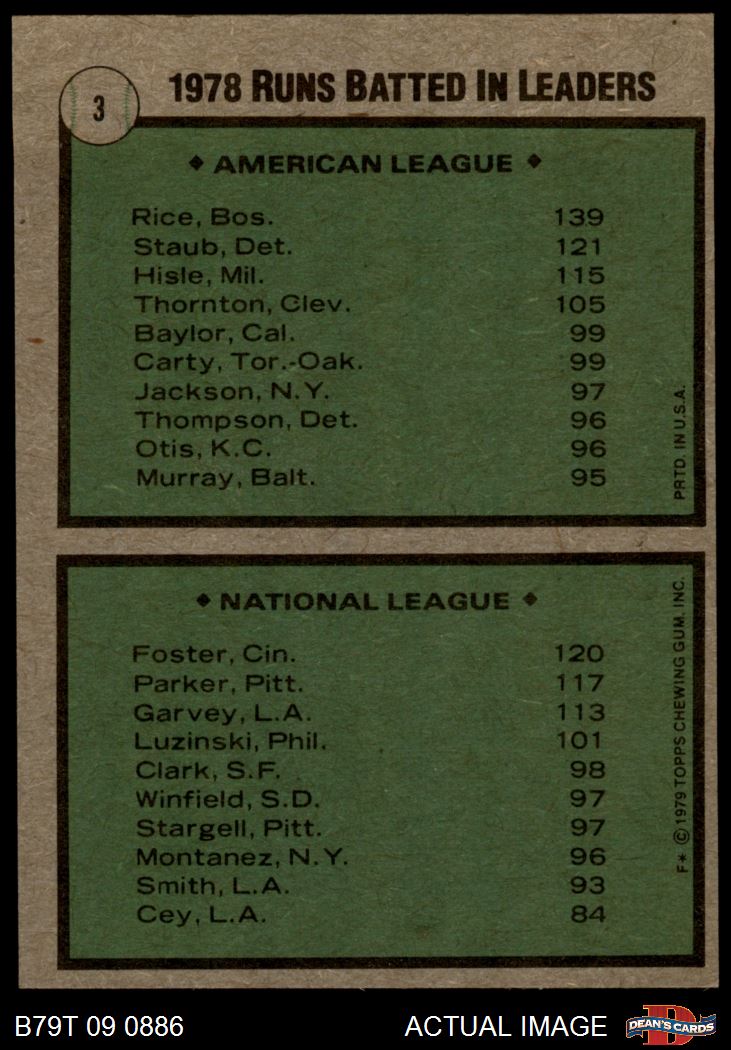 3
1978 RUNS BATTED IN LEADERS
◆ AMERICAN LEAGUE ◆
Rice, Bos. 139
Staub, Det. 121
Hisle, Mil. 115
Thornton, Clev. 105
Baylor, Cal. 99
Carty, Tor.-Oak. 99
Jackson, N.Y. 97
Thompson, Det. 96
Otis, K.C. 96
Murray, Balt. 95
PRTD. IN U.S.A.
◆ NATIONAL LEAGUE ◆
Foster, Cin. 120
Parker, Pitt. 117
Garvey, L.A. 113
Luzinski, Phil. 101
Clark, S.F. 98
Winfield, S.D. 97
Stargell, Pitt. 97
Montanez, N.Y. 96
Smith, L.A. 93
Cey, L.A. 84
F* © 1979 TOPPS CHEWING GUM, INC.
B79T 09 0886
ACTUAL IMAGE
D
DEAN'S CARDS